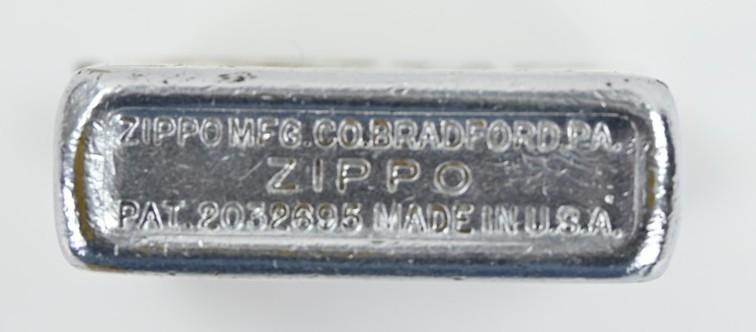 ZIPPO MFG. CO. BRADFORD, PA.
ZIPPO
PAT. 2032695 MADE IN U.S.A.